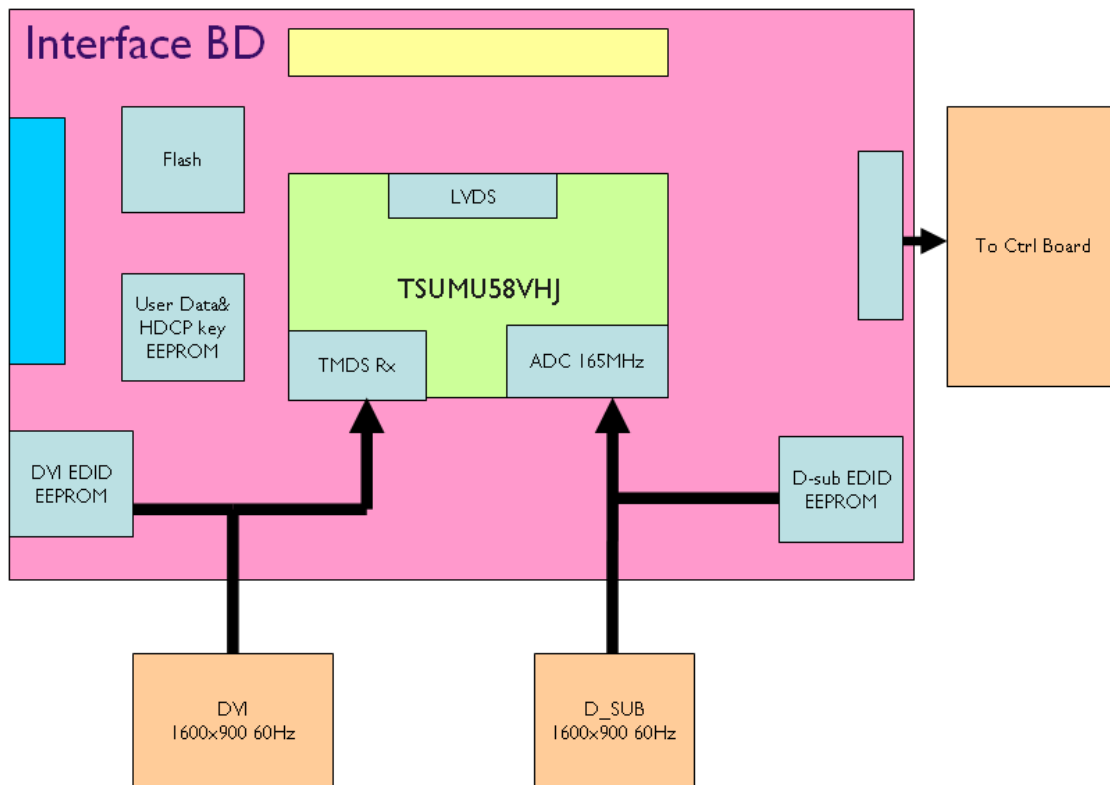 Interface BD
Flash
LVDS
To Ctrl Board
TSUMU58VHJ
User Data&
HDCP key
EEPROM
TMDS Rx
ADC 165MHz
DVI EDID
EEPROM
D-sub EDID
EEPROM
DVI
1600x900 60Hz
D_SUB
1600x900 60Hz